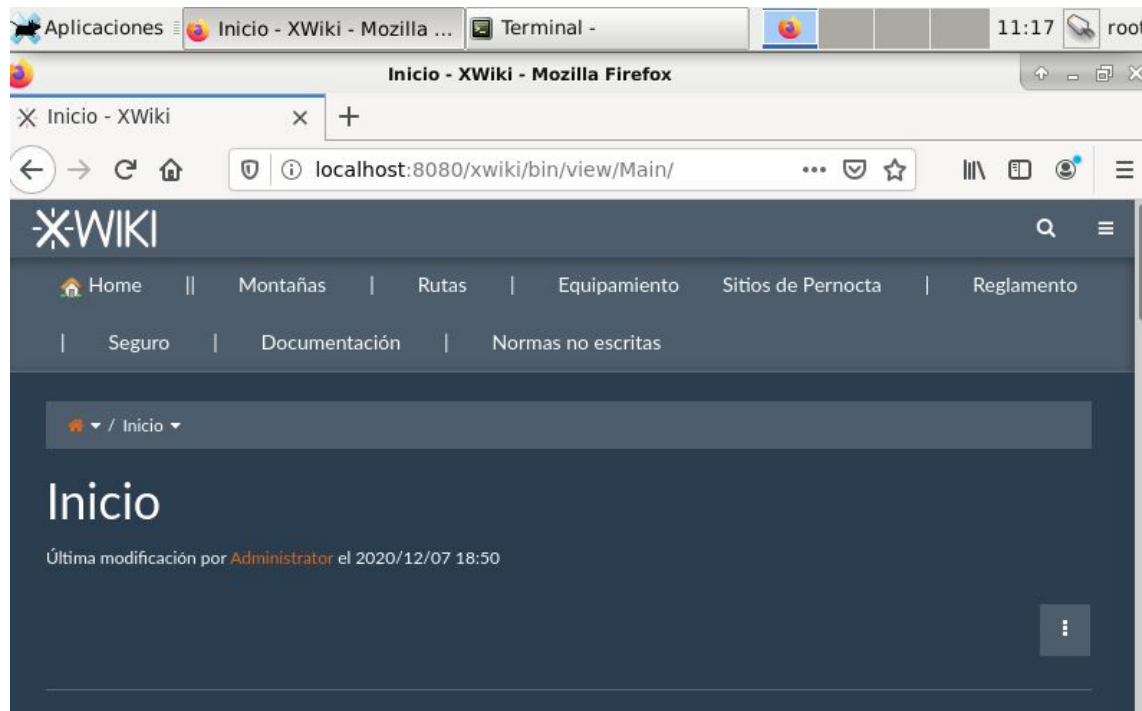 Aplicaciones Inicio - XWiki - Mozilla ... Terminal - 11:17 root
Inicio - XWiki - Mozilla Firefox
Inicio - XWiki
localhost:8080/xwiki/bin/view/Main/
XWIKI
Home || Montañas | Rutas | Equipamiento Sitios de Pernocta | Reglamento
| Seguro | Documentación | Normas no escritas
/ Inicio
Inicio
Última modificación por Administrator el 2020/12/07 18:50